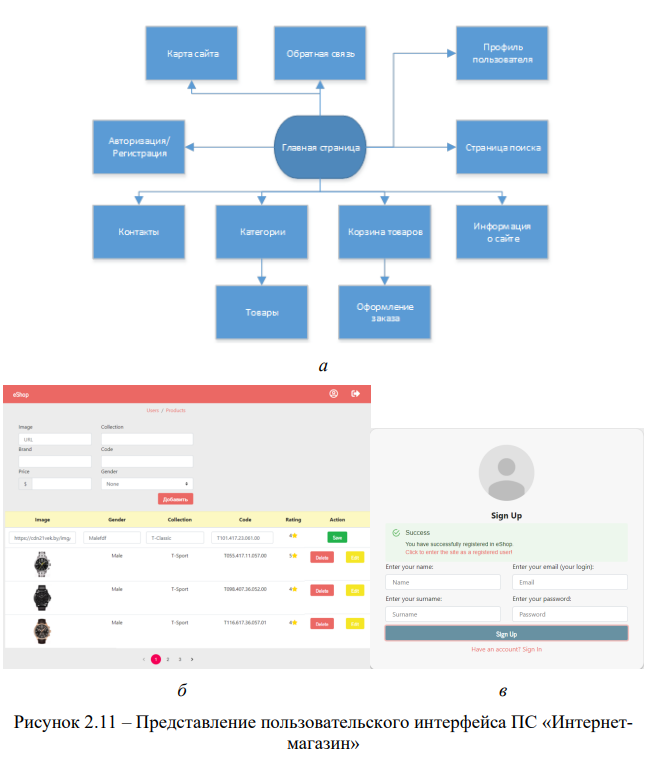 Карта сайта
Обратная связь
Профиль
пользователя
Авторизация/
Регистрация
Главная страница
Страница поиска
Контакты
Категории
Корзина товаров
Информация
о сайте
Товары
Оформление
заказа
а
eShop
Users / Products
Image
Collection
URL
Brand
Code
Price
Gender
$
None
Добавить
Image Gender Collection Code Rating Action
https://cdn21vek.by/img/ Malefdf T-Classic T101.417.23.061.00 4 Save
Male T-Sport T055.417.11.057.00 5 Delete Edit
Male T-Sport T098.407.36.052.00 4 Delete Edit
Male T-Sport T116.617.36.057.01 4 Delete Edit
< 1 2 3 >
Sign Up
Success
You have successfully registered in eShop.
Click to enter the site as a registered user!
Enter your name:
Enter your email (your login):
Name
Email
Enter your surname:
Enter your password:
Surname
Password
Sign Up
Have an account? Sign In
б
в
Рисунок 2.11 – Представление пользовательского интерфейса ПС «Интернет-
магазин»